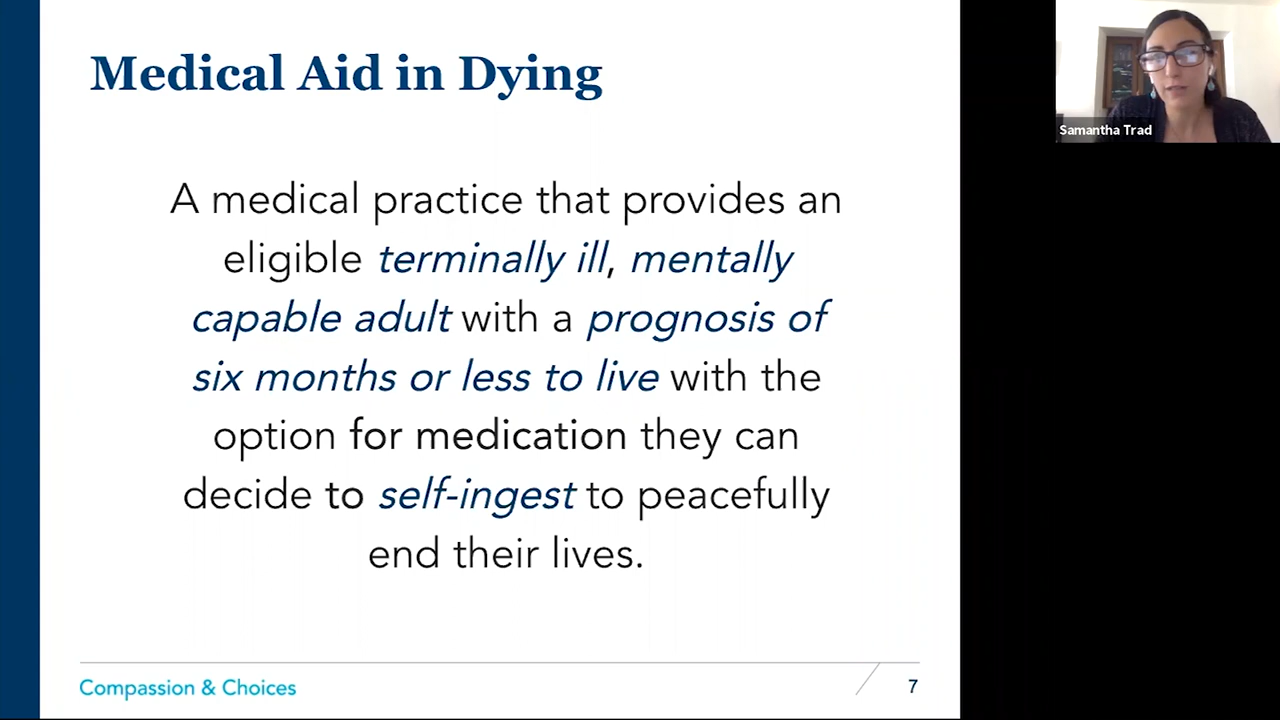 Medical Aid in Dying
A medical practice that provides an
eligible terminally ill, mentally
capable adult with a prognosis of
six months or less to live with the
option for medication they can
decide to self-ingest to peacefully
end their lives.
Compassion & Choices
7
Samantha Trad